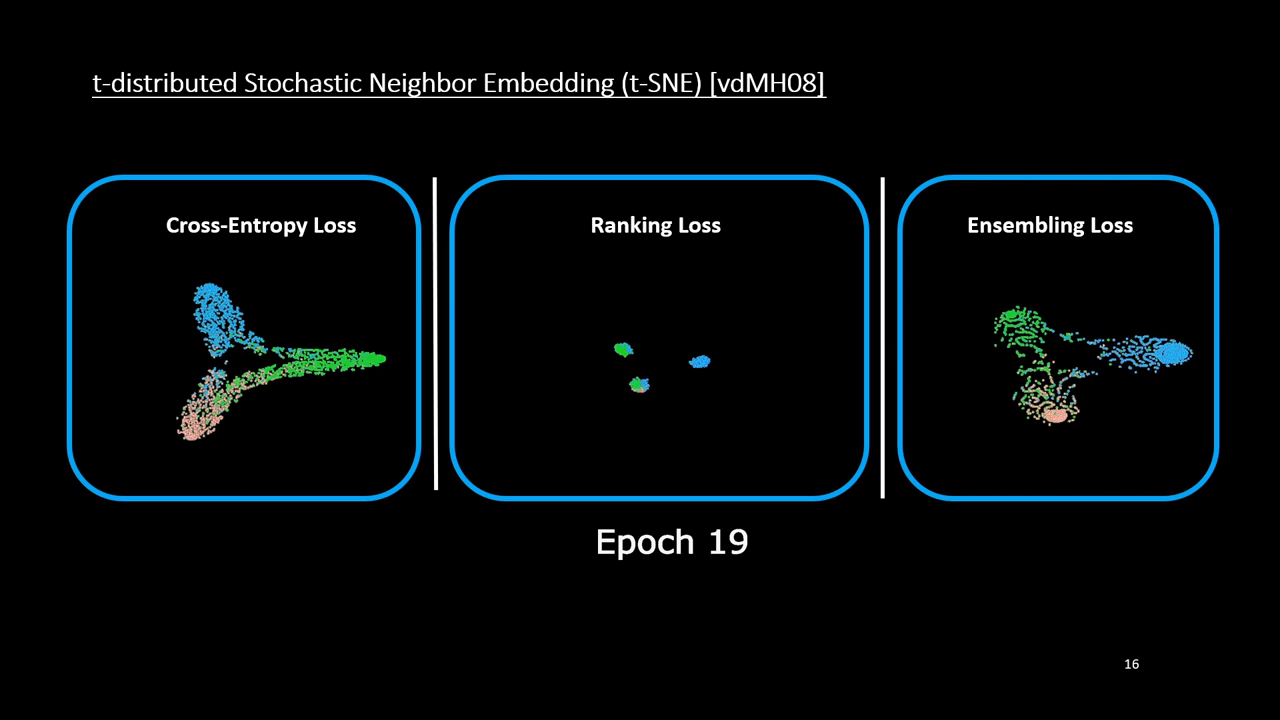 t-distributed Stochastic Neighbor Embedding (t-SNE) [vdMH08]
Cross-Entropy Loss
Ranking Loss
Ensembling Loss
Epoch 19
16